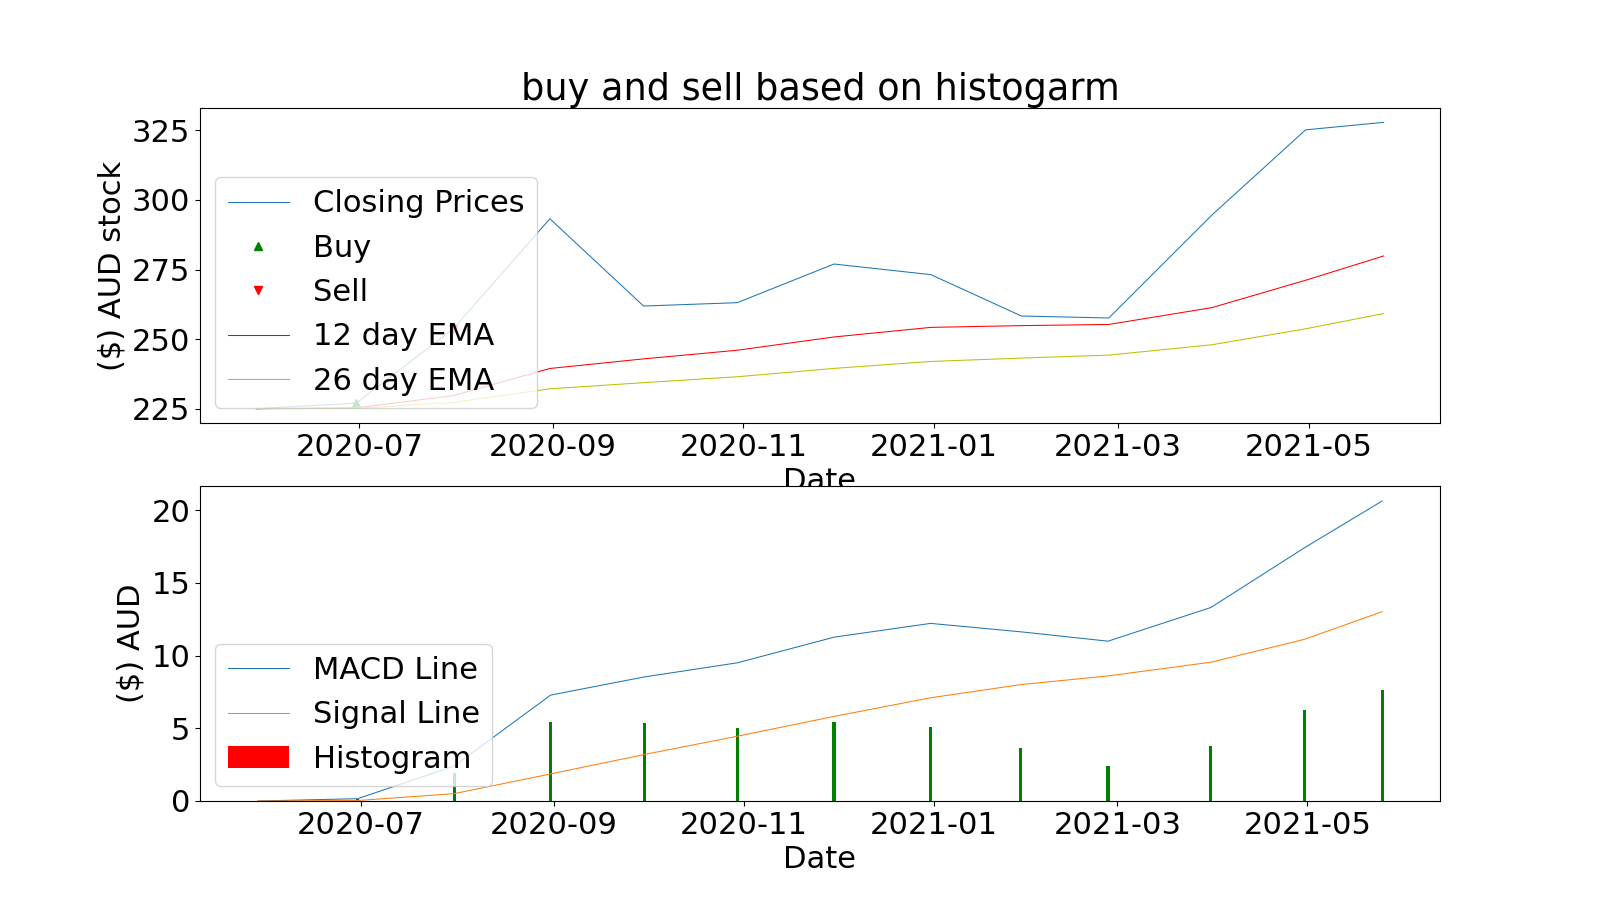 buy and sell based on histogarm
($) AUD stock
325
300
275
250
225
Closing Prices
Buy
Sell
12 day EMA
26 day EMA
2020-07 2020-09 2020-11 2021-01 2021-03 2021-05
Date
($) AUD
20
15
10
5
0
MACD Line
Signal Line
Histogram
2020-07 2020-09 2020-11 2021-01 2021-03 2021-05
Date